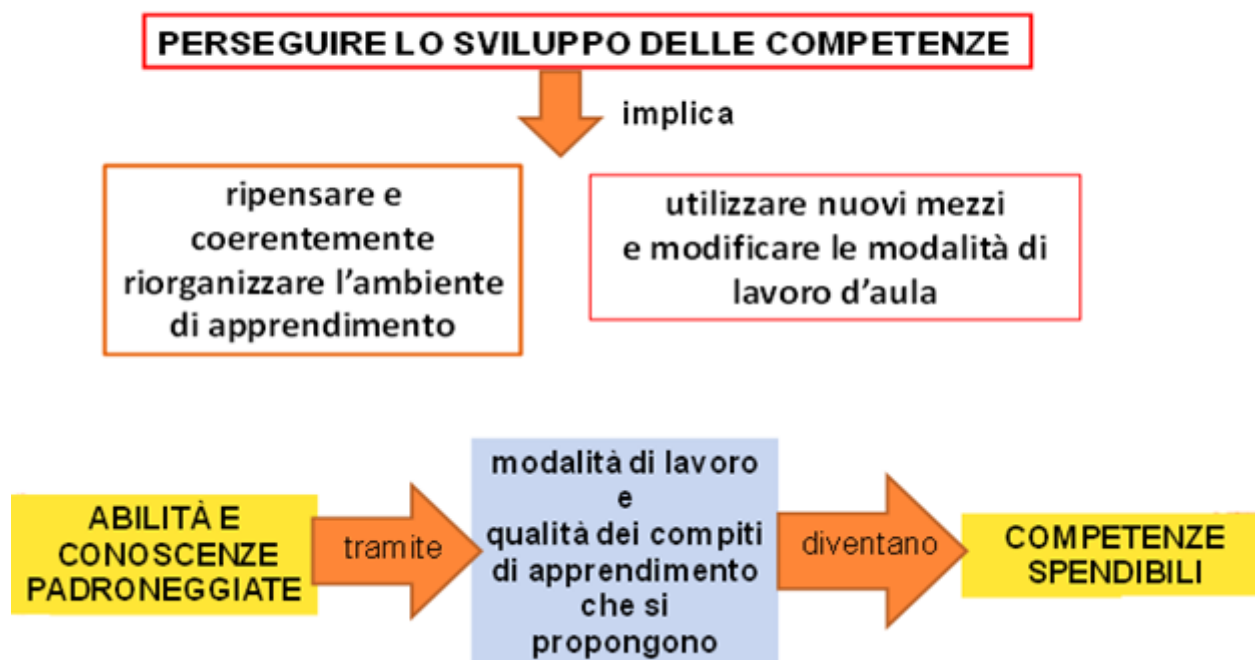 PERSEGUIRE LO SVILUPPO DELLE COMPETENZE
implica
ripensare e
coerentemente
riorganizzare l'ambiente
di apprendimento
utilizzare nuovi mezzi
e modificare le modalità di
lavoro d'aula
ABILITÀ E
CONOSCENZE
PADRONEGGIATE
tramite
modalità di lavoro
e
qualità dei compiti
di apprendimento
che si
propongono
diventano
COMPETENZE
SPENDIBILI